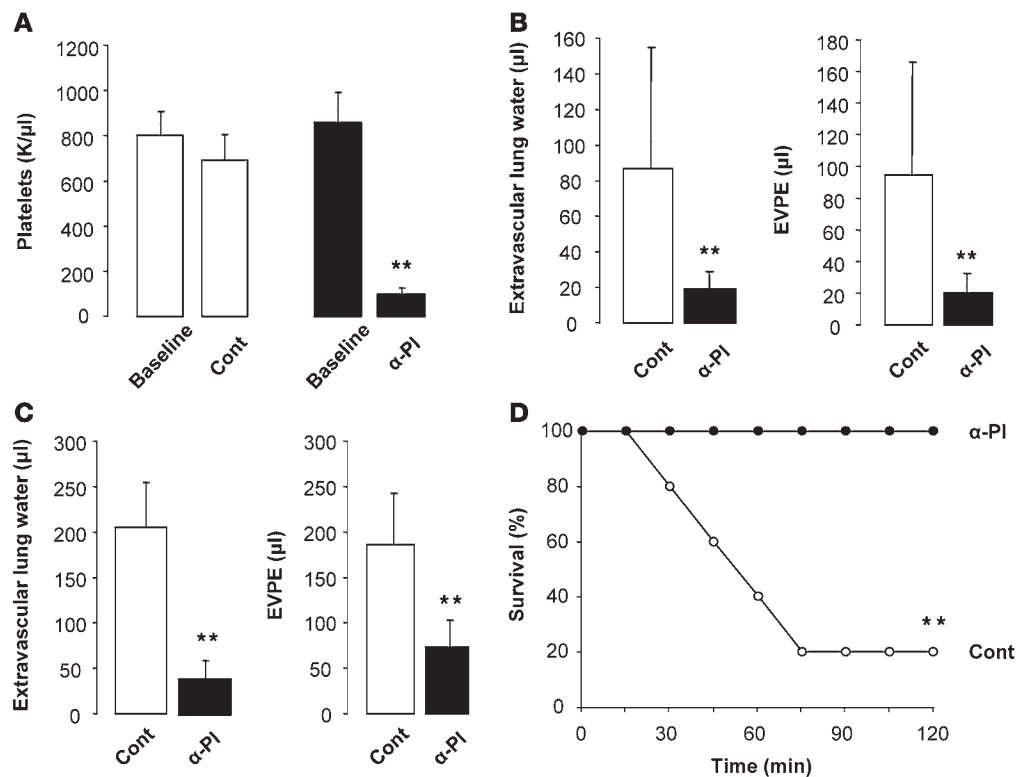 A
Platelets (K/µl)
1200
1000
800
600
400
200
0
**
Baseline
Cont
Baseline
α-PI
B
Extravascular lung water (µl)
160
140
120
100
80
60
40
20
0
**
Cont
α-PI
EVPE (µl)
180
160
140
120
100
80
60
40
20
0
**
Cont
α-PI
C
Extravascular lung water (µl)
300
250
200
150
100
50
0
**
Cont
α-PI
EVPE (µl)
300
250
200
150
100
50
0
**
Cont
α-PI
D
Survival (%)
100
80
60
40
20
0
α-PI
**
Cont
0
30
60
90
120
Time (min)